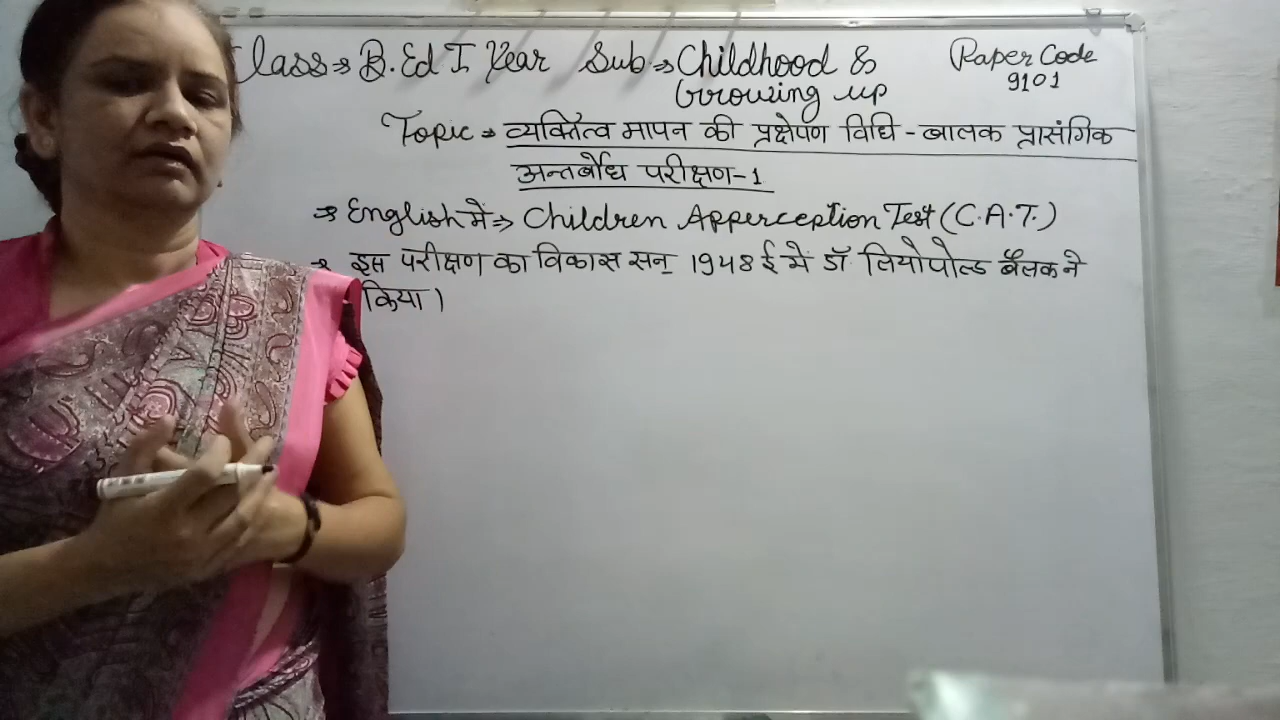 Class → B.Ed I Year Sub → Childhood & Growing up
Paper Code 9101
Topic → व्यक्तित्व मापन की प्रक्षेपण विधि - बालक प्रासंगिक
अन्तर्बोध परीक्षण-1
→ English में → Children Apperception Test (C.A.T.)
→ इस परीक्षण का विकास सन् 1948 ई में डॉ. लियोपोल्ड बैलक ने
किया।